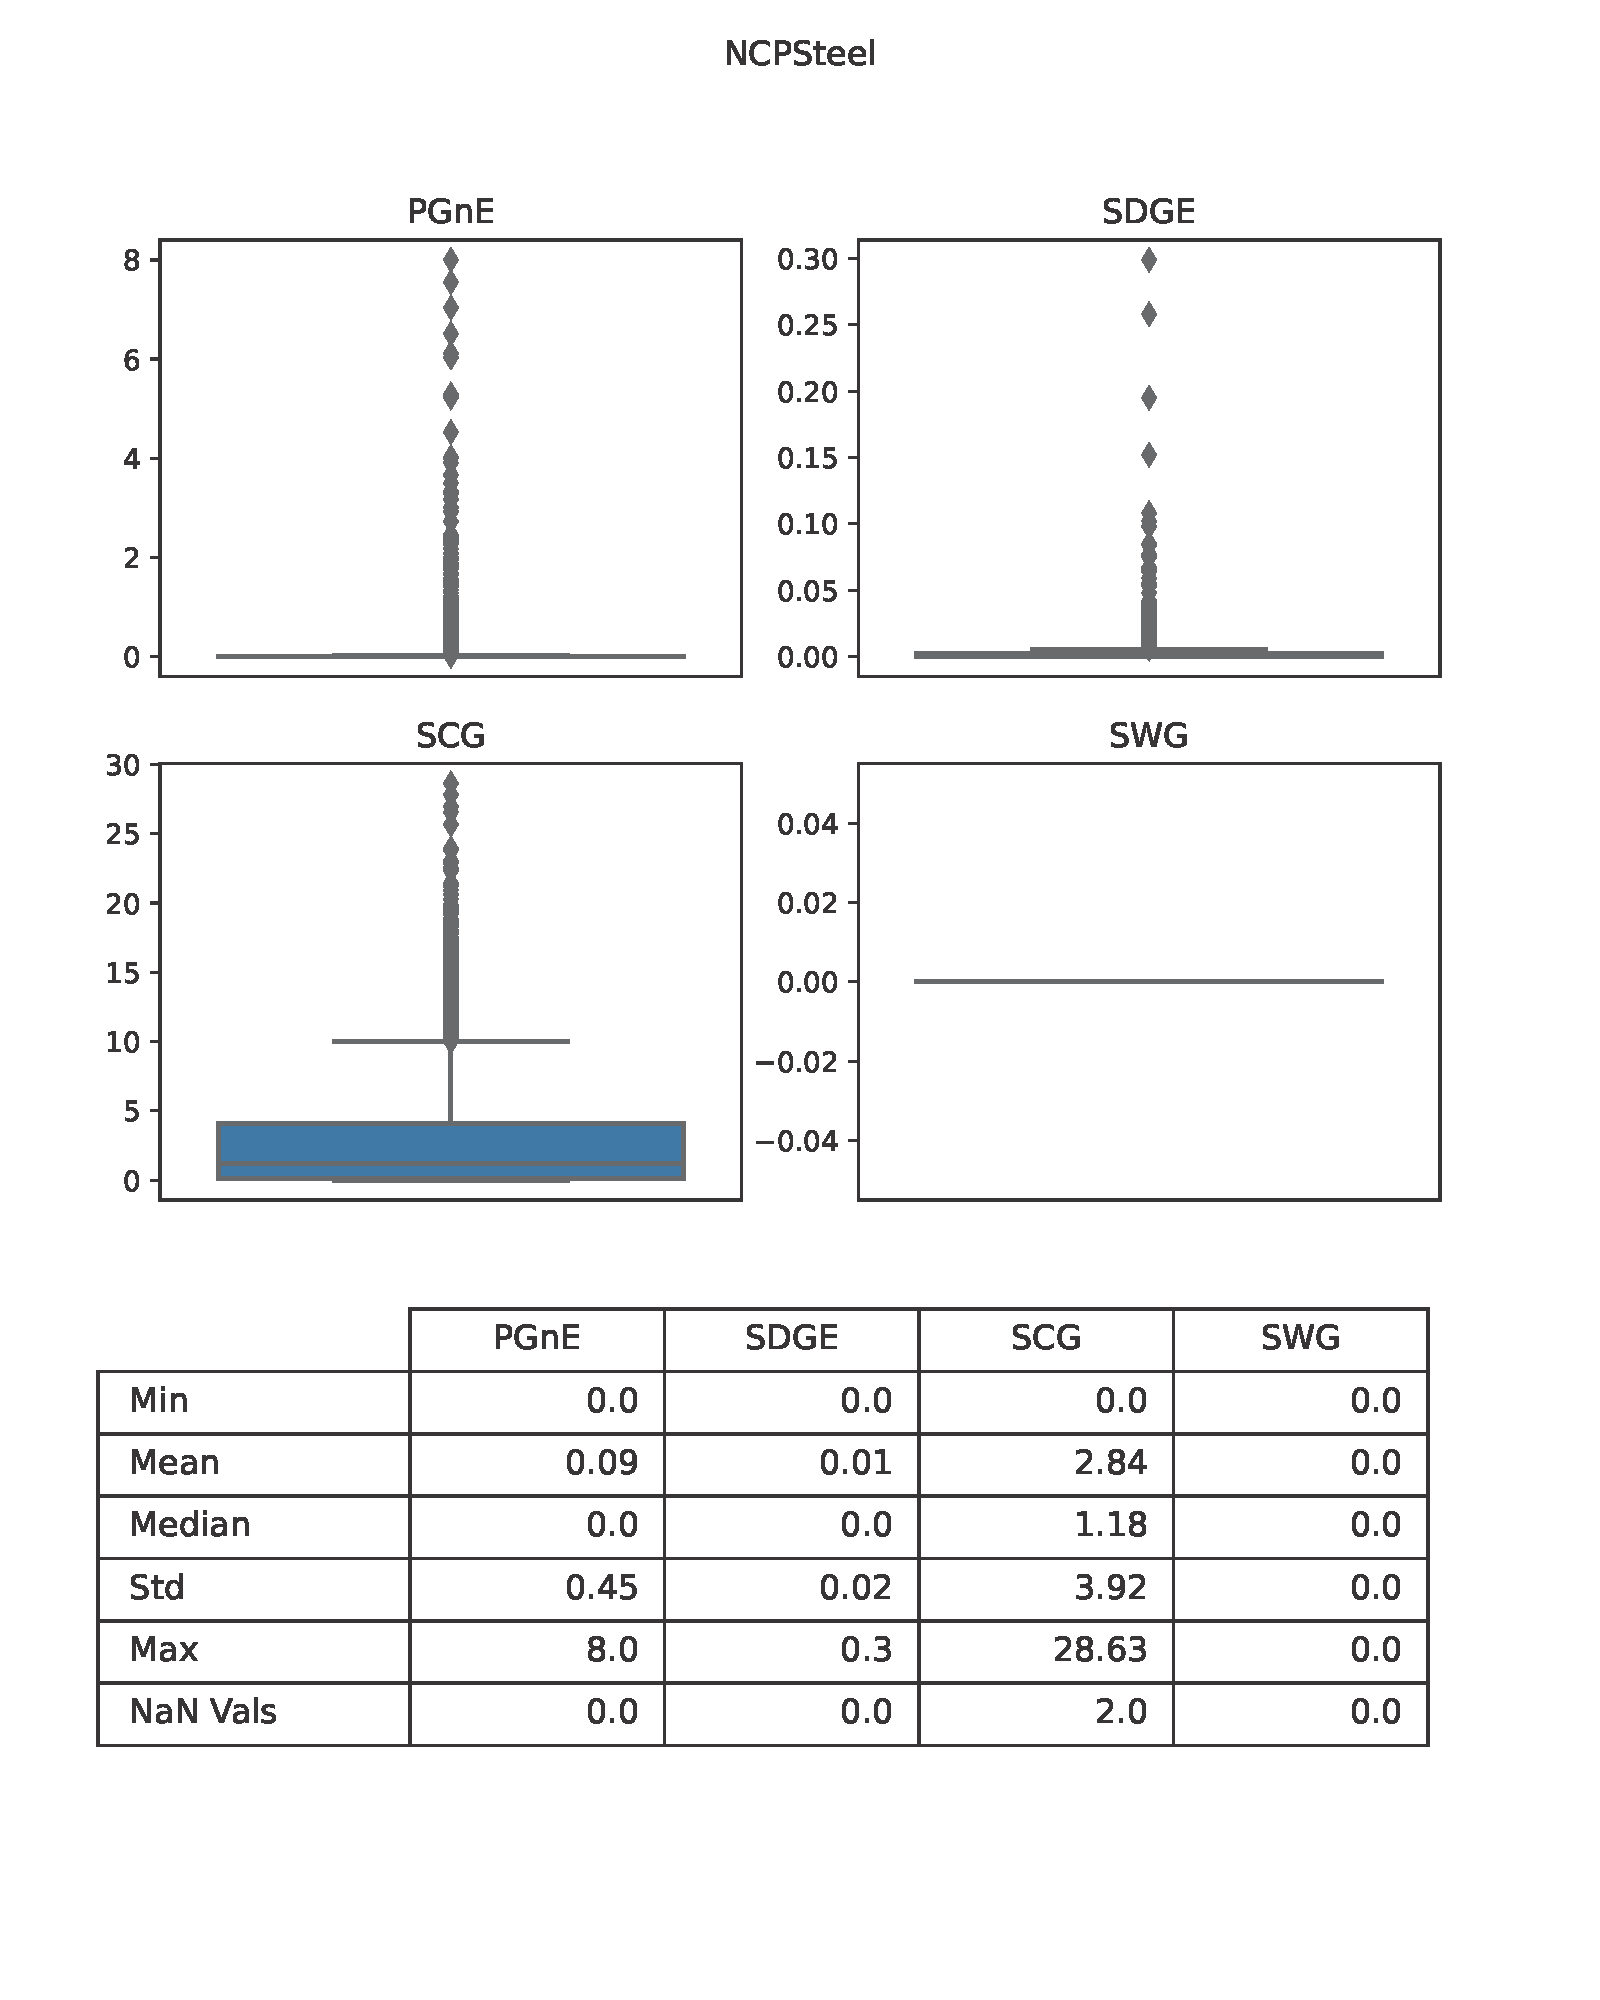 NCPSteel
PGnE
8
6
4
2
0
SDGE
0.30
0.25
0.20
0.15
0.10
0.05
0.00
SCG
30
25
20
15
10
5
0
SWG
0.04
0.02
0.00
−0.02
−0.04
PGnE SDGE SCG SWG
Min 0.0 0.0 0.0 0.0
Mean 0.09 0.01 2.84 0.0
Median 0.0 0.0 1.18 0.0
Std 0.45 0.02 3.92 0.0
Max 8.0 0.3 28.63 0.0
NaN Vals 0.0 0.0 2.0 0.0